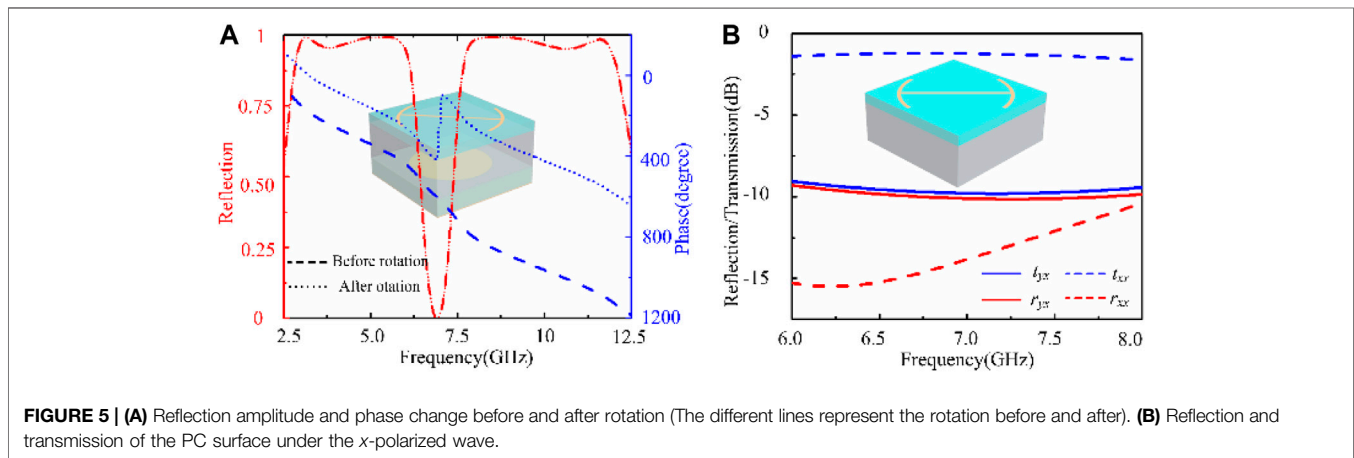 A
B
1
0.75
0.50
0.25
0
Reflection
0
400
800
1200
Phase(degree)
Before rotation
After otation
2.5
5.0
7.5
10
12.5
Frequency(GHz)
0
-5
-10
-15
Reflection/Transmission(dB)
tyx
txx
ryx
rxx
6.0
6.5
7.0
7.5
8.0
Frequency(GHz)
FIGURE 5 | (A) Reflection amplitude and phase change before and after rotation (The different lines represent the rotation before and after). (B) Reflection and
transmission of the PC surface under the x-polarized wave.